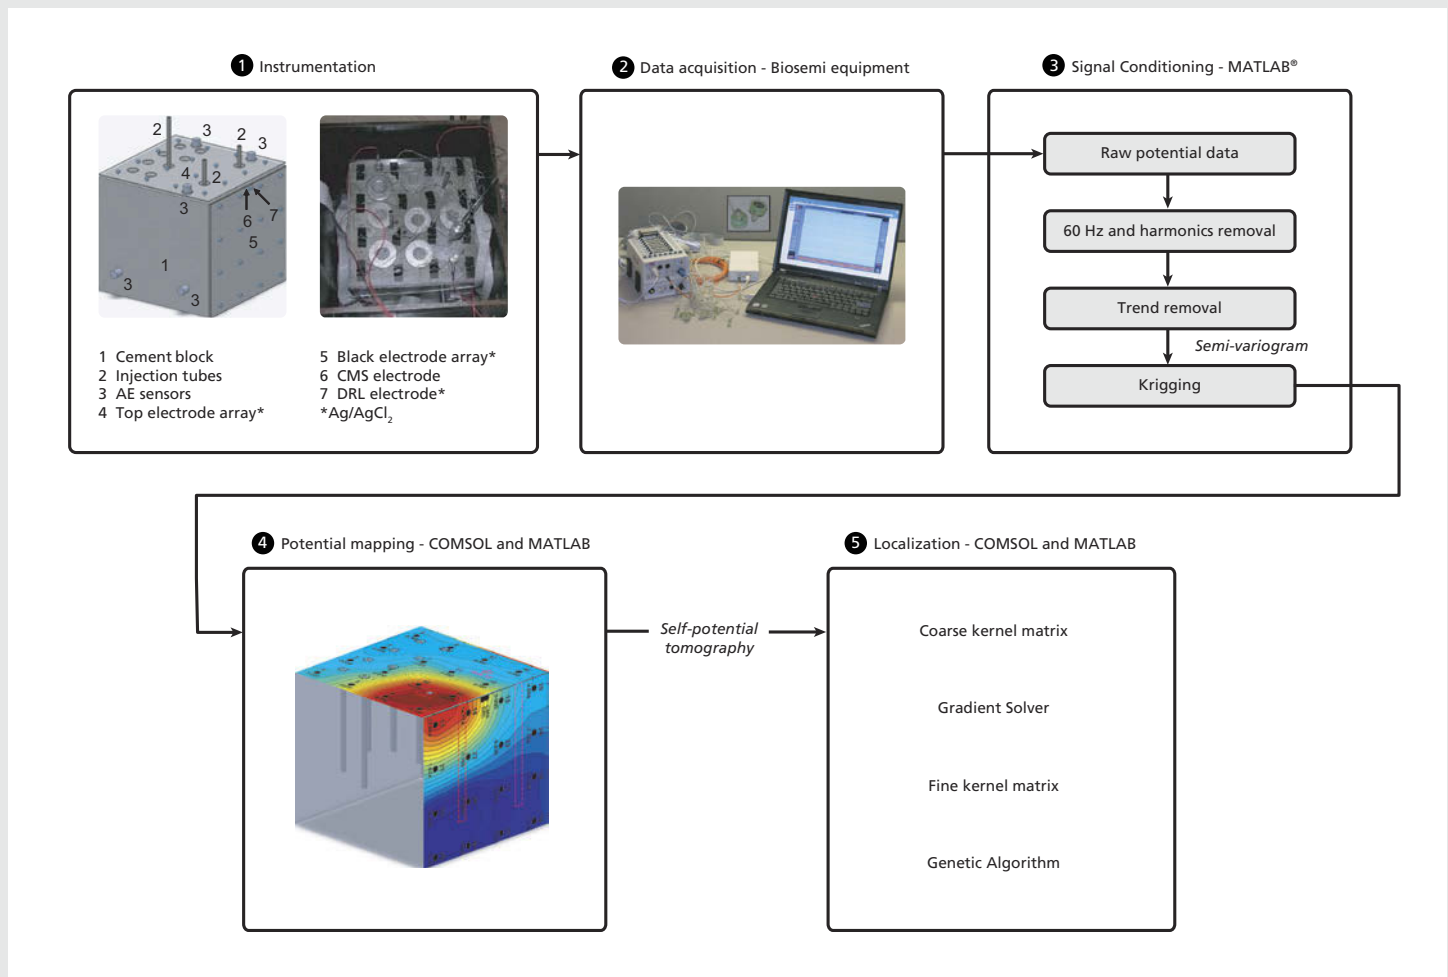 1 Instrumentation
2 Data acquisition - Biosemi equipment
3 Signal Conditioning - MATLAB®
2
3
2
3
4
2
3
6
7
5
1
3
3
1 Cement block
2 Injection tubes
3 AE sensors
4 Top electrode array*
5 Black electrode array*
6 CMS electrode
7 DRL electrode*
*Ag/AgCl2
Raw potential data
60 Hz and harmonics removal
Trend removal
Semi-variogram
Krigging
4 Potential mapping - COMSOL and MATLAB
Self-potential
tomography
5 Localization - COMSOL and MATLAB
Coarse kernel matrix
Gradient Solver
Fine kernel matrix
Genetic Algorithm